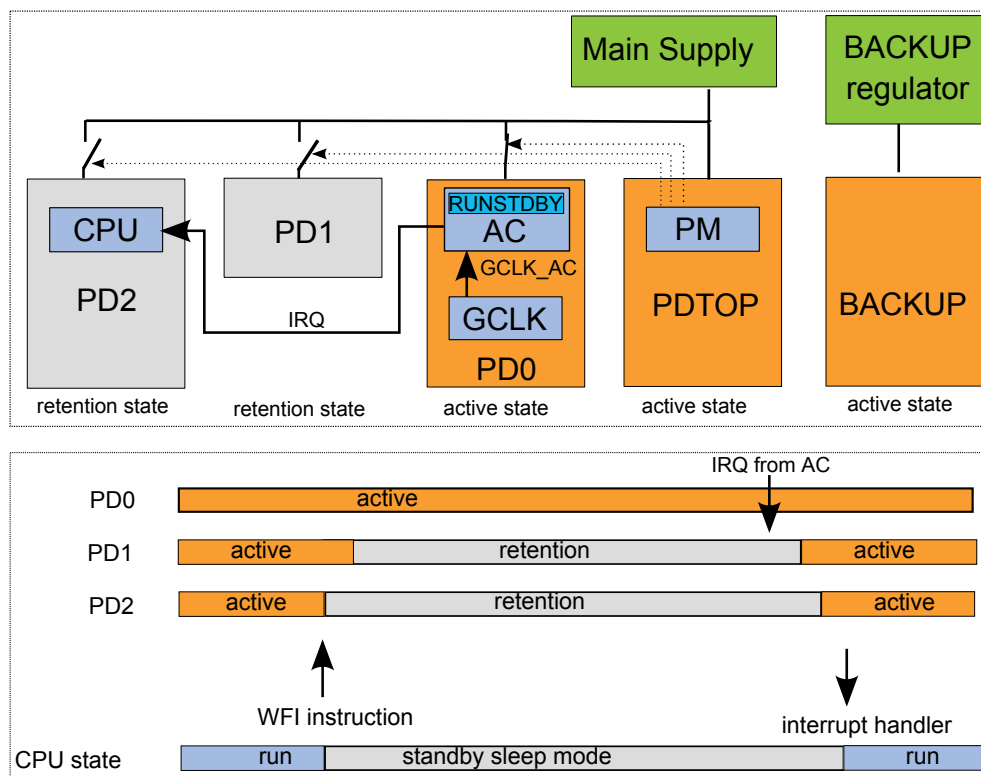 Main Supply
BACKUP
regulator
RUNSTDBY
CPU
PD1
AC
PM
GCLK_AC
PD2
PDTOP
BACKUP
IRQ
GCLK
PD0
retention state
retention state
active state
active state
active state
IRQ from AC
PD0
active
PD1
active
retention
active
PD2
active
retention
active
WFI instruction
interrupt handler
CPU state
run
standby sleep mode
run